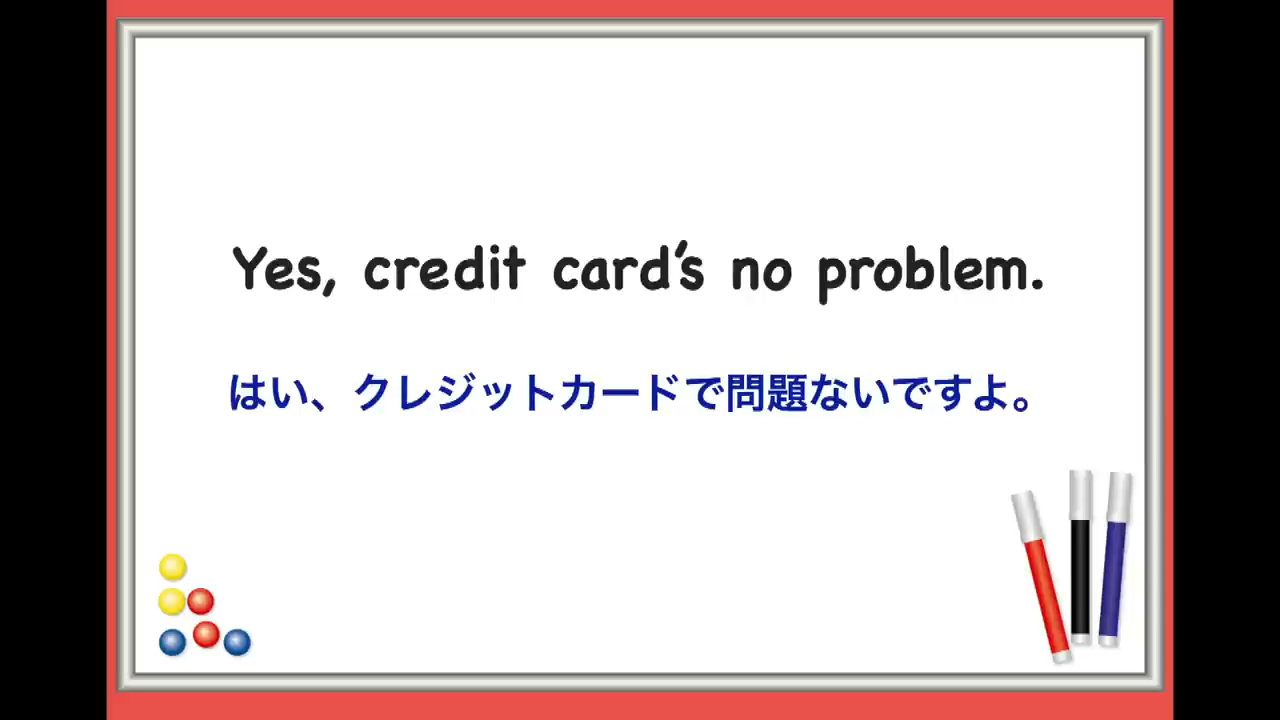 Yes, credit card's no problem.
はい、クレジットカードで問題ないですよ。